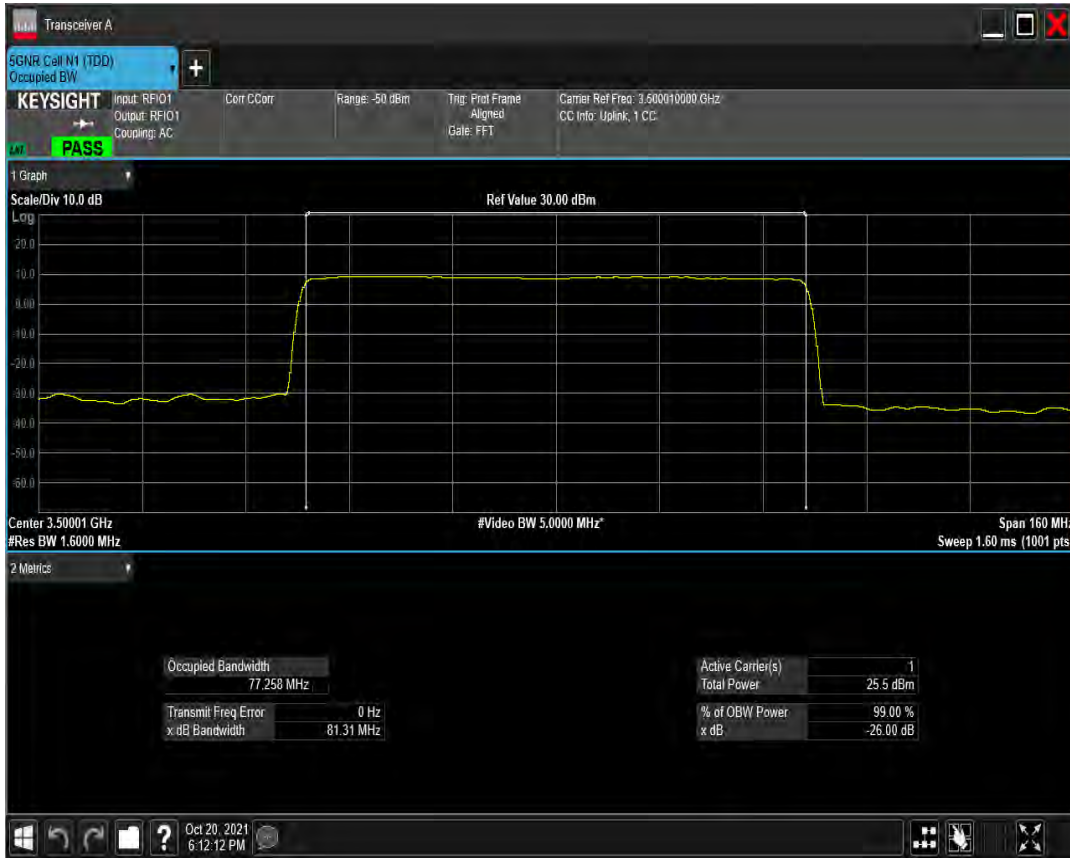 Transceiver A
5GNR Cell N1 (TDD)
Occupied BW
+
KEYSIGHT
Input: RFIO1
Output: RFIO1
Coupling: AC
Corr CCorr
Range: -50 dBm
Trig: Prot Frame
Aligned
Gate: FFT
Carrier Ref Freq: 3.500010000 GHz
CC Info: Uplink, 1 CC
PASS
1 Graph
Scale/Div 10.0 dB
Ref Value 30.00 dBm
Log
20.0
10.0
0.00
-10.0
-20.0
-30.0
-40.0
-50.0
-60.0
Center 3.50001 GHz
#Video BW 5.0000 MHz*
Span 160 MHz
#Res BW 1.6000 MHz
Sweep 1.60 ms (1001 pts
2 Metrics
Occupied Bandwidth
77.258 MHz
Transmit Freq Error 0 Hz
x dB Bandwidth 81.31 MHz
Active Carrier(s) 1
Total Power 25.5 dBm
% of OBW Power 99.00 %
x dB -26.00 dB
?
Oct 20, 2021
6:12:12 PM